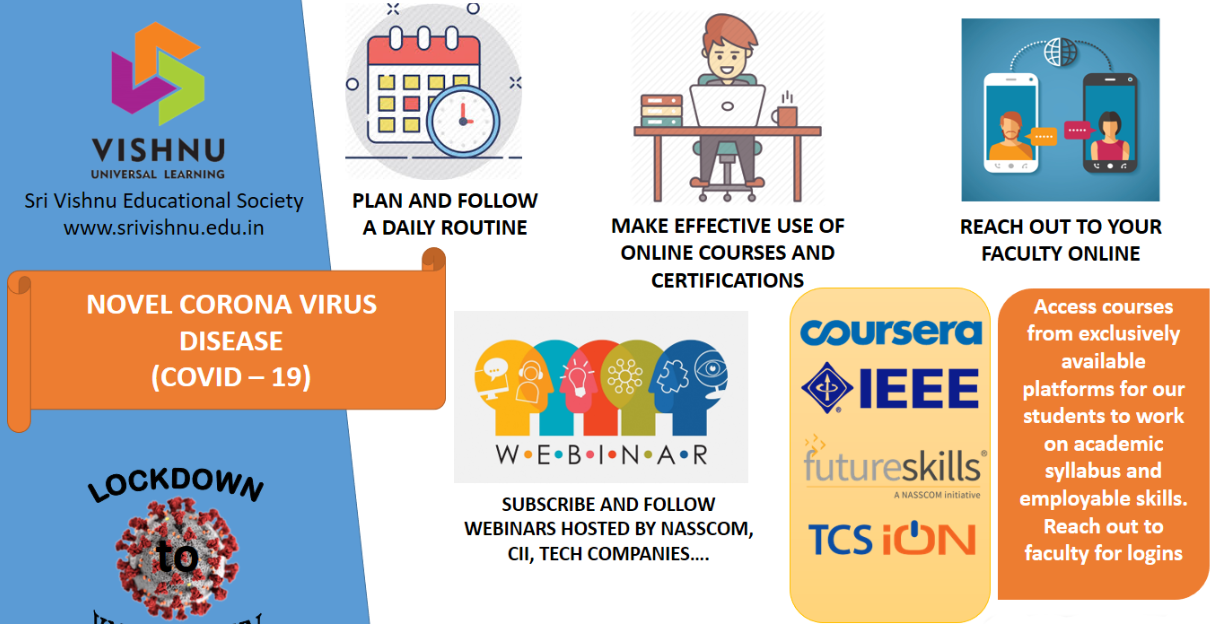 VISHNU
UNIVERSAL LEARNING
Sri Vishnu Educational Society
www.srivishnu.edu.in
NOVEL CORONA VIRUS
DISEASE
(COVID – 19)
LOCKDOWN
to
PLAN AND FOLLOW
A DAILY ROUTINE
MAKE EFFECTIVE USE OF
ONLINE COURSES AND
CERTIFICATIONS
REACH OUT TO YOUR
FACULTY ONLINE
W•E•B•I•N•A•R
SUBSCRIBE AND FOLLOW
WEBINARS HOSTED BY NASSCOM,
CII, TECH COMPANIES....
coursera
IEEE
futureskills
A NASSCOM initiative
TCS iON
Access courses
from exclusively
available
platforms for our
students to work
on academic
syllabus and
employable skills.
Reach out to
faculty for logins